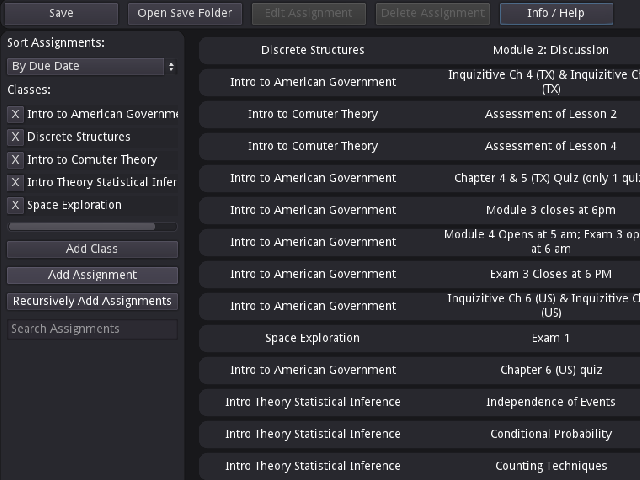 Save Open Save Folder Edit Assignment Delete Assignment Info / Help
Sort Assignments:
By Due Date
Classes:
X Intro to American Governme
X Discrete Structures
X Intro to Comuter Theory
X Intro Theory Statistical Infer
X Space Exploration
Add Class
Add Assignment
Recursively Add Assignments
Search Assignments
Discrete Structures Module 2: Discussion
Intro to American Government Inquizitive Ch 4 (TX) & Inquizitive C
(TX)
Intro to Comuter Theory Assessment of Lesson 2
Intro to Comuter Theory Assessment of Lesson 4
Intro to American Government Chapter 4 & 5 (TX) Quiz (only 1 qui
Intro to American Government Module 3 closes at 6pm
Intro to American Government Module 4 Opens at 5 am; Exam 3 op
at 6 am
Intro to American Government Exam 3 Closes at 6 PM
Intro to American Government Inquizitive Ch 6 (US) & Inquizitive C
(US)
Space Exploration Exam 1
Intro to American Government Chapter 6 (US) quiz
Intro Theory Statistical Inference Independence of Events
Intro Theory Statistical Inference Conditional Probability
Intro Theory Statistical Inference Counting Techniques